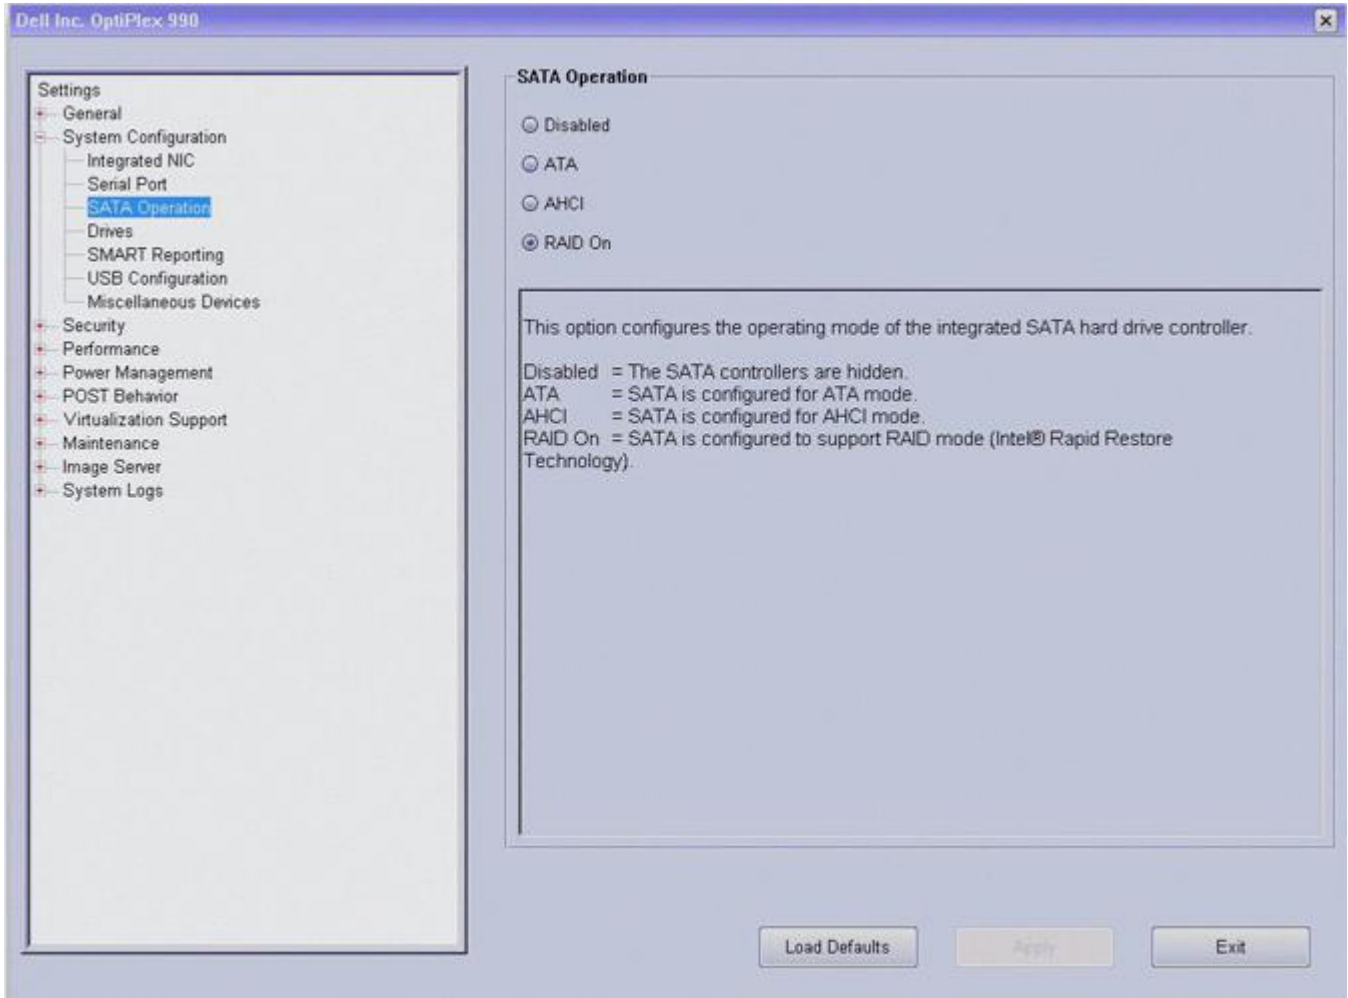 Dell Inc. OptiPlex 990
Settings
General
System Configuration
Integrated NIC
Serial Port
SATA Operation
Drives
SMART Reporting
USB Configuration
Miscellaneous Devices
Security
Performance
Power Management
POST Behavior
Virtualization Support
Maintenance
Image Server
System Logs
SATA Operation
Disabled
ATA
AHCI
RAID On
This option configures the operating mode of the integrated SATA hard drive controller.
Disabled = The SATA controllers are hidden.
ATA = SATA is configured for ATA mode.
AHCI = SATA is configured for AHCI mode.
RAID On = SATA is configured to support RAID mode (Intel® Rapid Restore
Technology).
Load Defaults
Apply
Exit